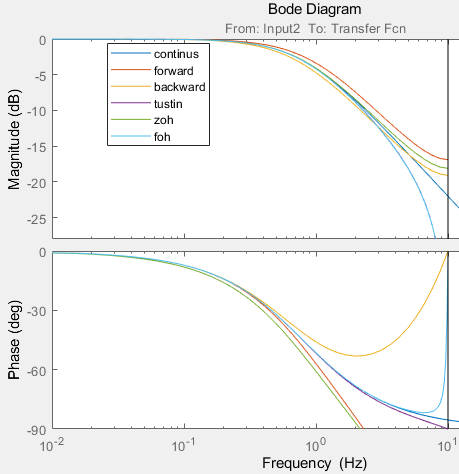 Bode Diagram
From: Input2 To: Transfer Fcn
Magnitude (dB)
0
-5
-10
-15
-20
-25
continus
forward
backward
tustin
zoh
foh
Phase (deg)
0
-30
-60
-90
10^-2
10^-1
10^0
10^1
Frequency (Hz)